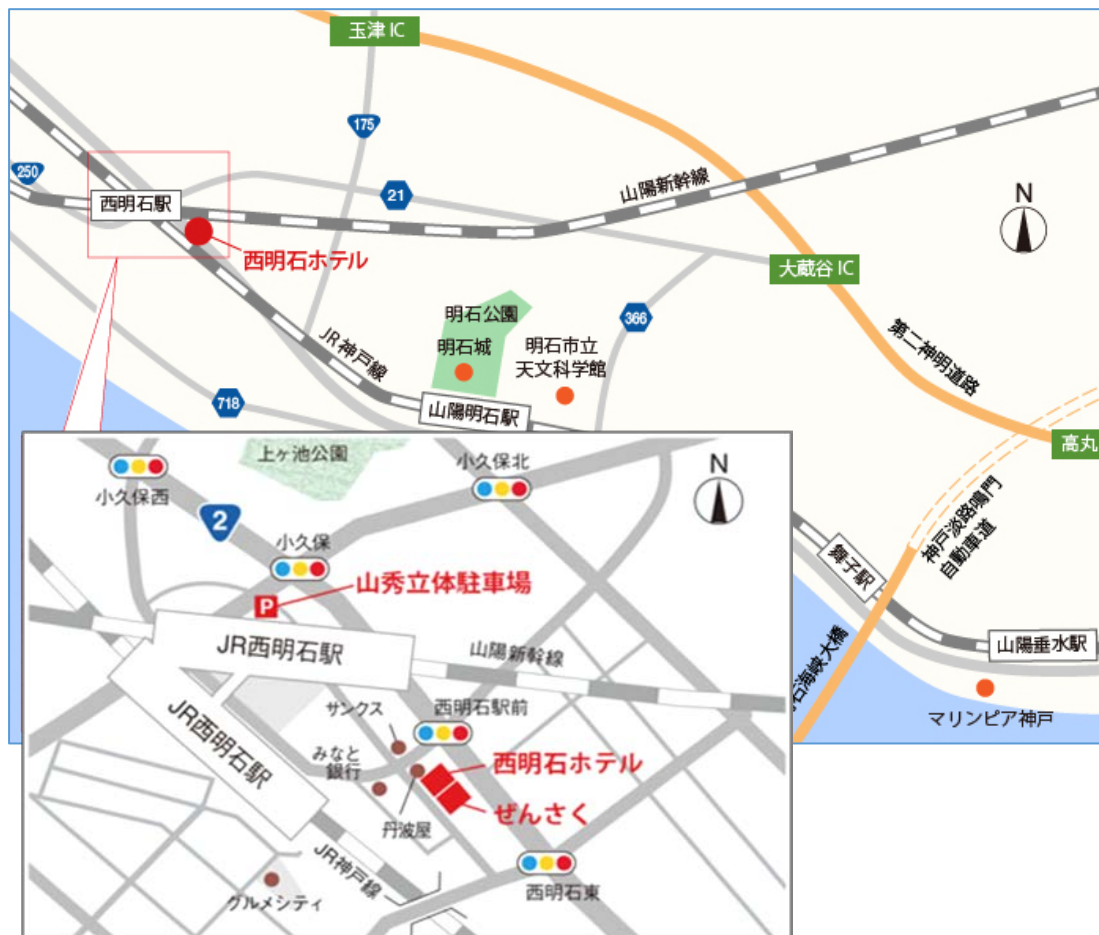 玉津 IC
175
250
西明石駅
21
山陽新幹線
N
西明石ホテル
大蔵谷 IC
明石公園
明石城
366
明石市立
天文科学館
JR神戸線
第二神明道路
718
山陽明石駅
高丸
神戸淡路鳴門
自動車道
舞子駅
石海峡大橋
山陽垂水駅
マリンピア神戸
上ヶ池公園
小久保北
小久保西
N
2
小久保
P
山秀立体駐車場
JR西明石駅
山陽新幹線
サンクス
西明石駅前
JR西明石駅
みなと
銀行
西明石ホテル
ぜんさく
丹波屋
JR神戸線
西明石東
グルメシティ